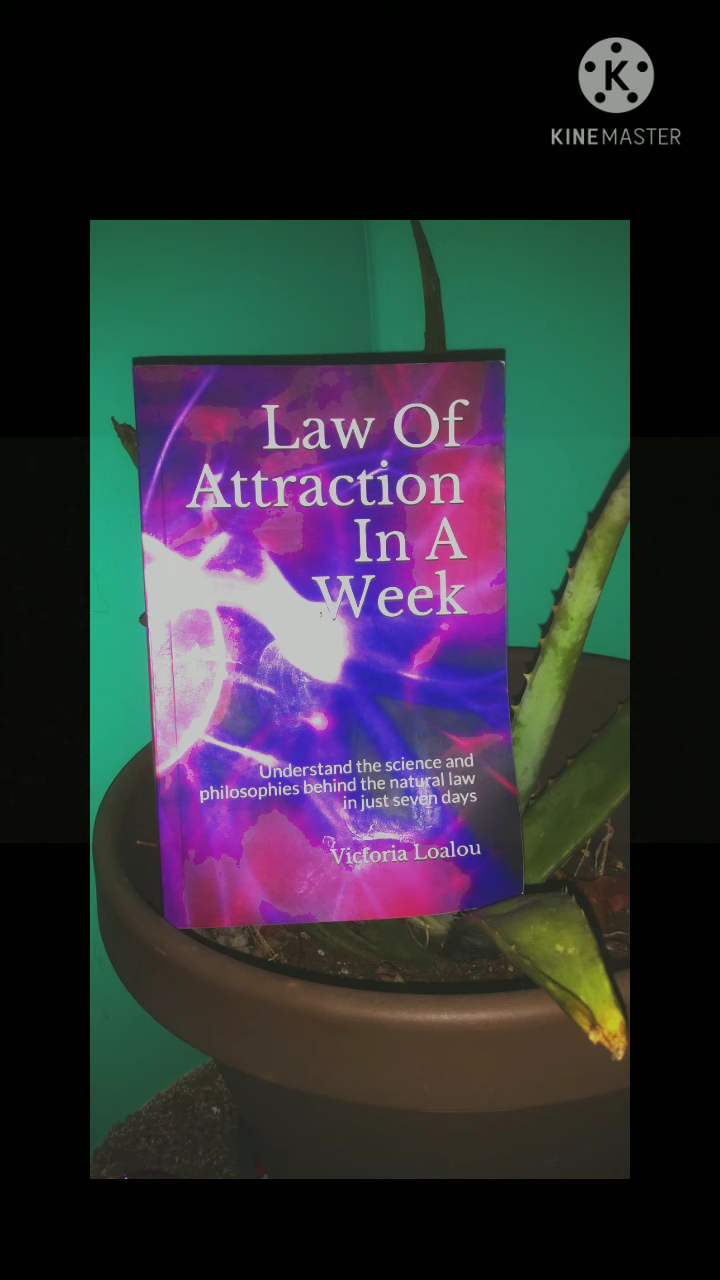 K
KINEMASTER
Law Of
Attraction
In A
Week
Understand the science and
philosophies behind the natural law
in just seven days
Victoria Loalou